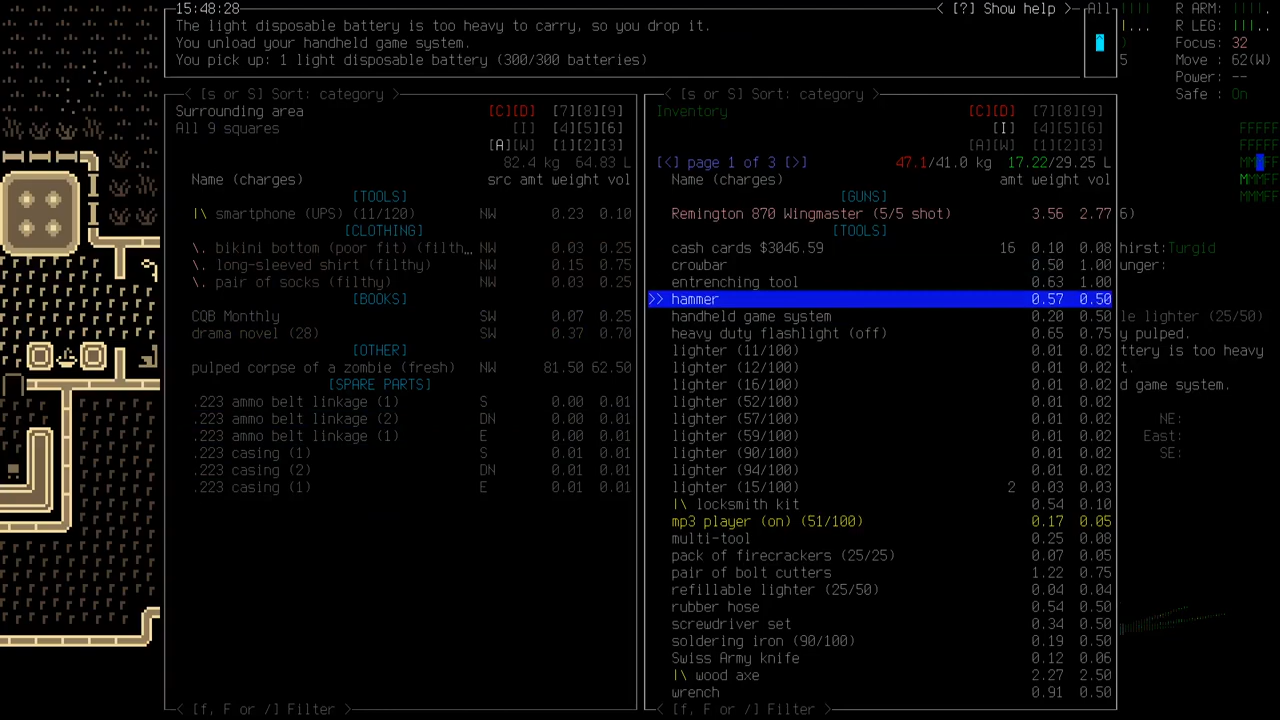 15:48:28
< [?] Show help >
All
R ARM:
The light disposable battery is too heavy to carry, so you drop it.
R LEG:
You unload your handheld game system.
Focus: 32
You pick up: 1 light disposable battery (300/300 batteries)
5
Move : 62(W)
Power: --
Safe : On
< [s or S] Sort: category >
< [s or S] Sort: category >
Surrounding area
[C][D] [7][8][9]
All 9 squares
[I] [4][5][6]
[A][W] [1][2][3]
82.4 kg 64.83 L
Name (charges) src amt weight vol
[TOOLS]
|\ smartphone (UPS) (11/120) NW 0.23 0.10
[CLOTHING]
\. bikini bottom (poor fit) (filth… NW 0.03 0.25
\. long-sleeved shirt (filthy) NW 0.15 0.75
\. pair of socks (filthy) NW 0.03 0.25
[BOOKS]
CQB Monthly SW 0.07 0.25
drama novel (28) SW 0.37 0.70
[OTHER]
pulped corpse of a zombie (fresh) NW 81.50 62.50
[SPARE PARTS]
.223 ammo belt linkage (1) S 0.00 0.01
.223 ammo belt linkage (2) DN 0.00 0.01
.223 ammo belt linkage (1) E 0.00 0.01
.223 casing (1) S 0.01 0.01
.223 casing (2) DN 0.01 0.01
.223 casing (1) E 0.01 0.01
< [f, F or /] Filter >
Inventory
[C][D] [7][8][9]
[I] [4][5][6]
[A][W] [1][2][3]
[<] page 1 of 3 [>] 47.1/41.0 kg 17.22/29.25 L
Name (charges) amt weight vol
[GUNS]
Remington 870 Wingmaster (5/5 shot) 3.56 2.77
[TOOLS]
cash cards $3046.59 16 0.10 0.08
crowbar 0.50 1.00
entrenching tool 0.63 1.00
>> hammer 0.57 0.50
handheld game system 0.20 0.50
heavy duty flashlight (off) 0.65 0.75
lighter (11/100) 0.01 0.02
lighter (12/100) 0.01 0.02
lighter (16/100) 0.01 0.02
lighter (52/100) 0.01 0.02
lighter (57/100) 0.01 0.02
lighter (59/100) 0.01 0.02
lighter (90/100) 0.01 0.02
lighter (94/100) 0.01 0.02
lighter (15/100) 2 0.03 0.03
|\ locksmith kit 0.54 0.10
mp3 player (on) (51/100) 0.17 0.05
multi-tool 0.25 0.08
pack of firecrackers (25/25) 0.07 0.05
pair of bolt cutters 1.22 0.75
refillable lighter (25/50) 0.04 0.04
rubber hose 0.54 0.50
screwdriver set 0.34 0.50
soldering iron (90/100) 0.19 0.50
Swiss Army knife 0.12 0.06
|\ wood axe 2.27 2.50
wrench 0.91 0.50
< [f, F or /] Filter >
FFFFF
MM FF
MMMFF
FFFFF
6)
hirst:Turgid
unger:
le lighter (25/50)
y pulped.
ttery is too heavy
t.
d game system.
NE:
East:
SE: